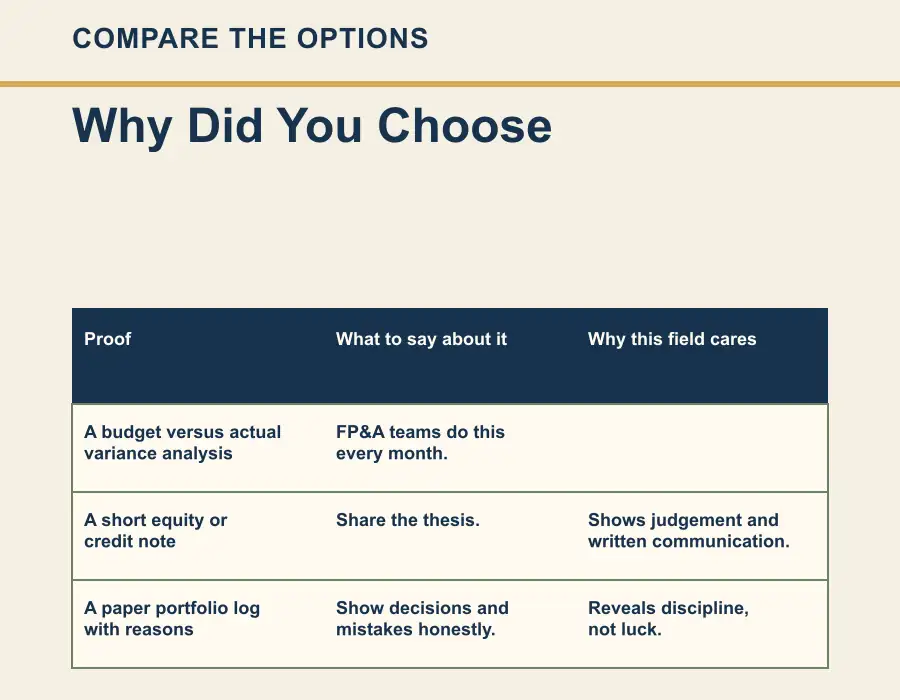 COMPARE THE OPTIONS
Why Did You Choose
Proof
What to say about it
Why this field cares
A budget versus actual
variance analysis
FP&A teams do this
every month.
A short equity or
credit note
Share the thesis.
Shows judgement and
written communication.
A paper portfolio log
with reasons
Show decisions and
mistakes honestly.
Reveals discipline,
not luck.